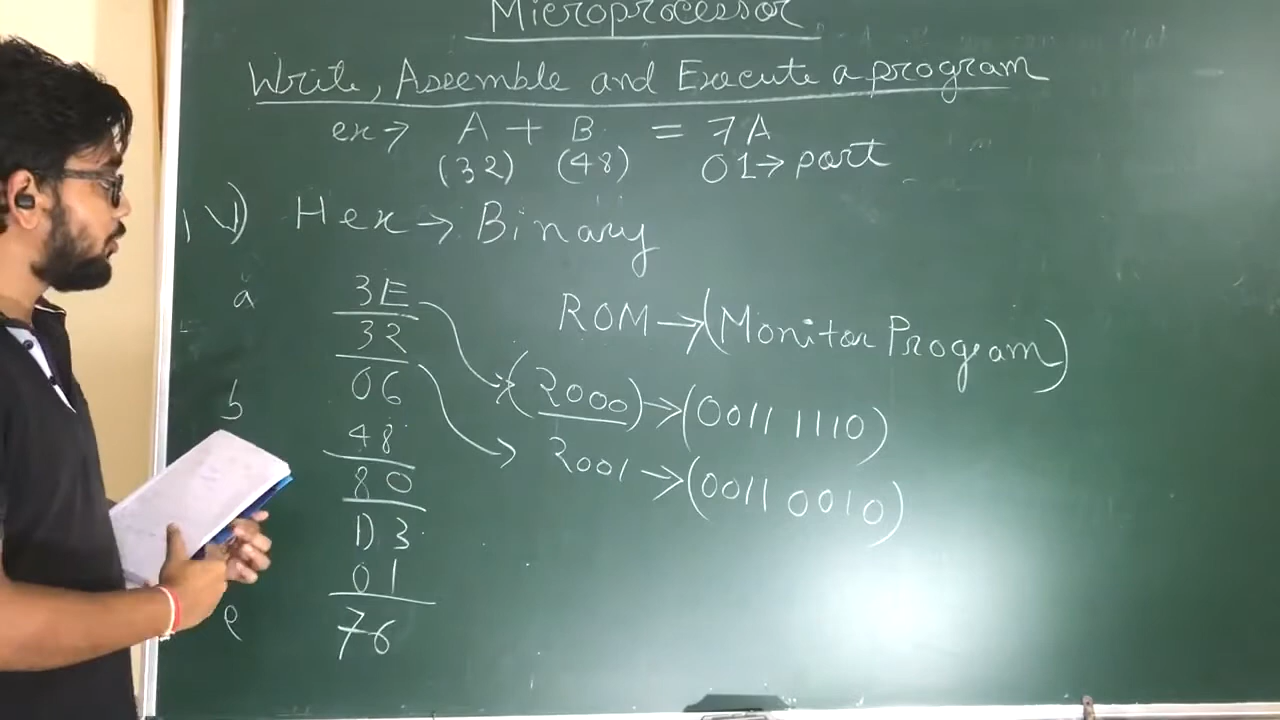 Microprocessor
Write, Assemble and Execute a program
ex → A + B = 7A
(32) (48) 01 → port
IV) Hex → Binary
a 3E
ROM → (Monitor Program)
32
b 06
(2000) → (0011 1110)
48
2001 → (0011 0010)
80
D3
01
e 76